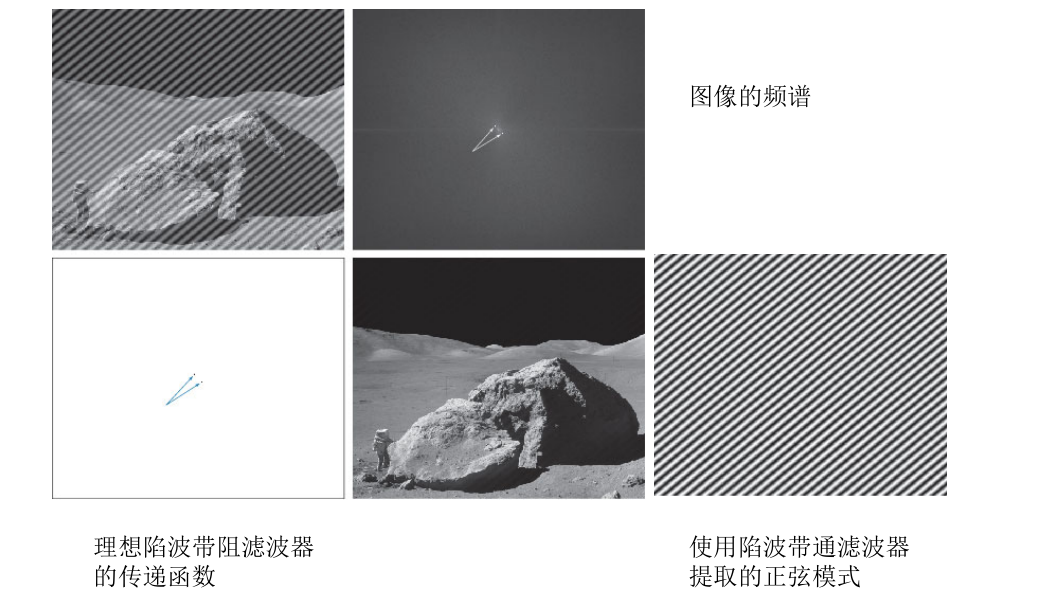 图像的频谱
理想陷波带阻滤波器
的传递函数
使用陷波带通滤波器
提取的正弦模式